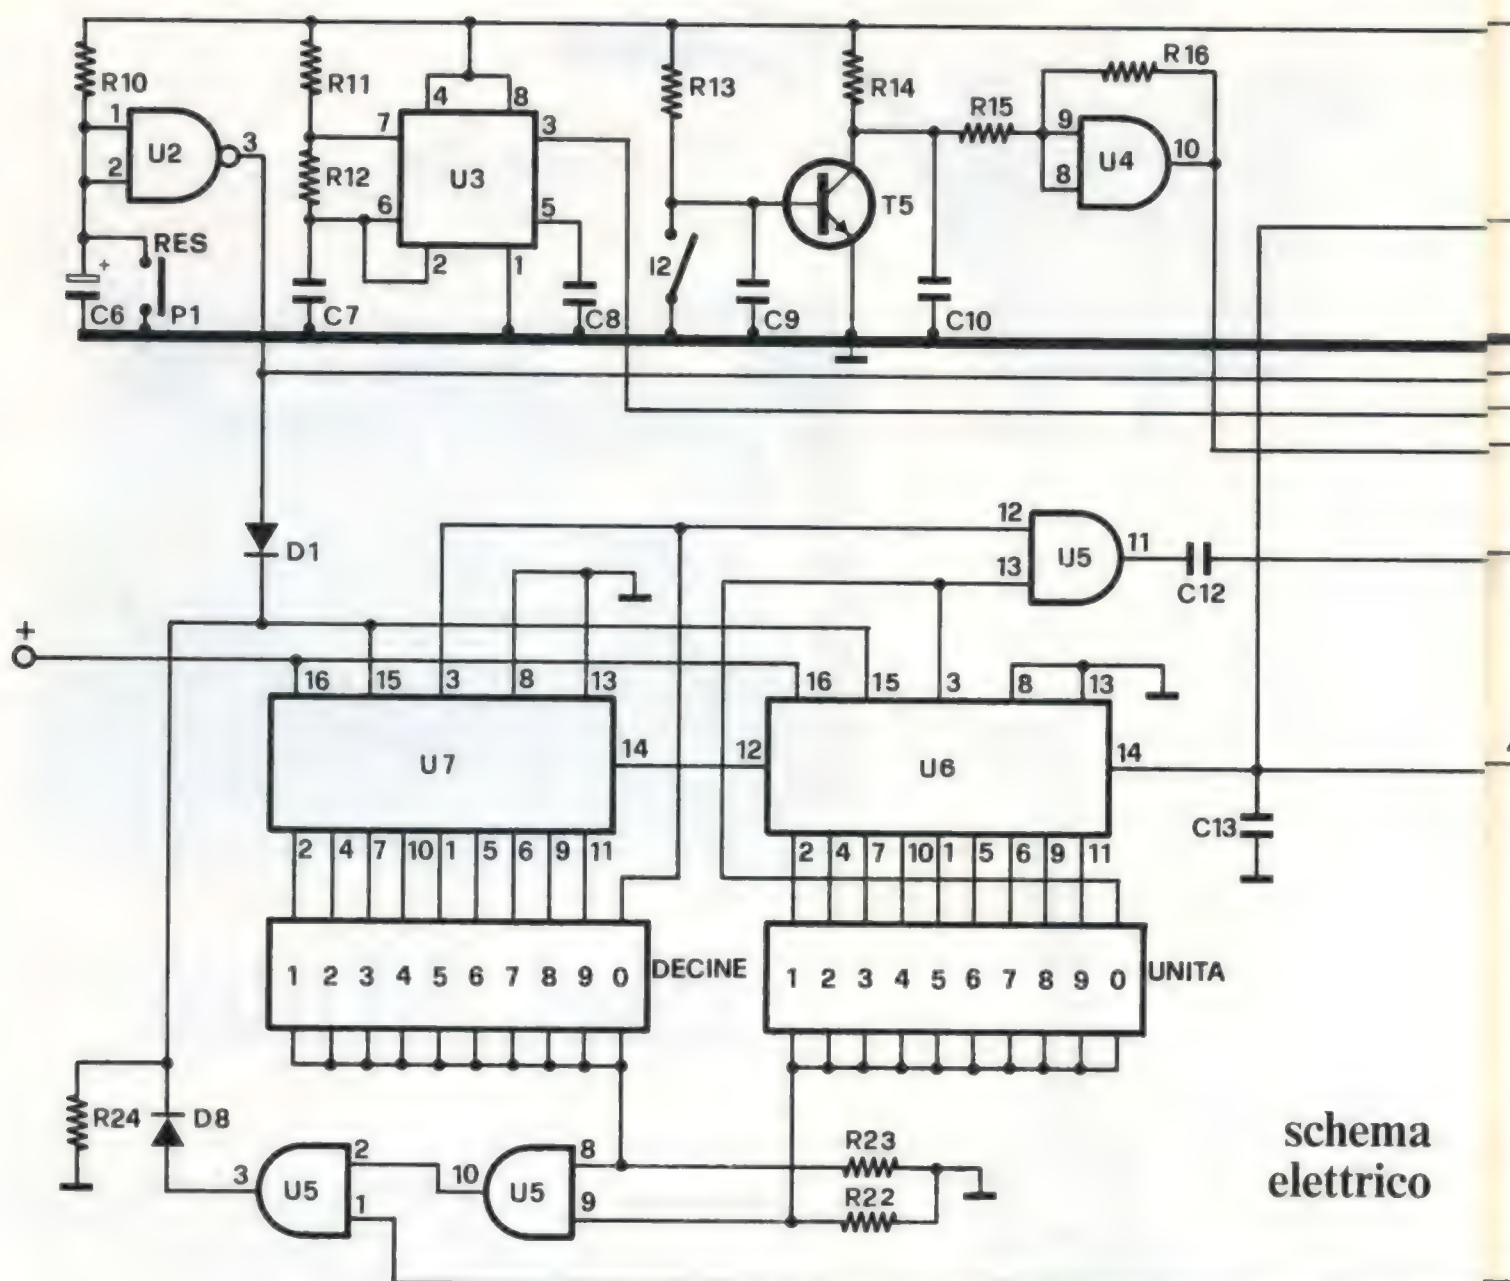 R10
1
2
U2
3
RES
+
C6
P1
R11
7
R12
6
4
8
3
U3
5
2
1
C7
C8
R13
I2
C9
R14
T5
C10
R15
R16
9
8
U4
10
D1
+
12
13
U5
11
C12
16
15
3
8
13
U7
14
2
4
7
10
1
5
6
9
11
1 2 3 4 5 6 7 8 9 0
DECINE
16
15
3
8
13
12
U6
14
C13
2
4
7
10
1
5
6
9
11
1 2 3 4 5 6 7 8 9 0
UNITA
R24
D8
3
U5
2
1
10
U5
8
9
R23
R22
schema
elettrico